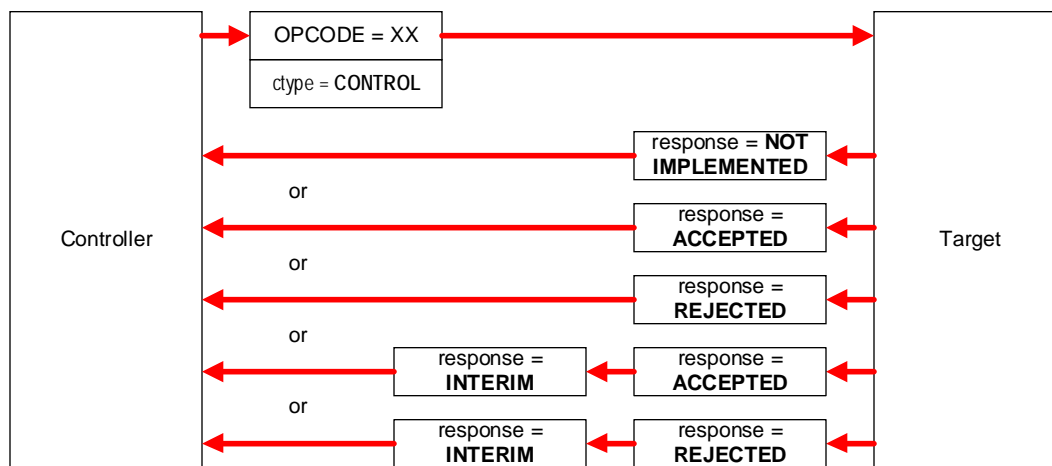 OPCODE = XX
ctype = CONTROL
response = NOT
IMPLEMENTED
or
response =
ACCEPTED
Controller
Target
or
response =
REJECTED
or
response =
INTERIM
response =
ACCEPTED
or
response =
INTERIM
response =
REJECTED